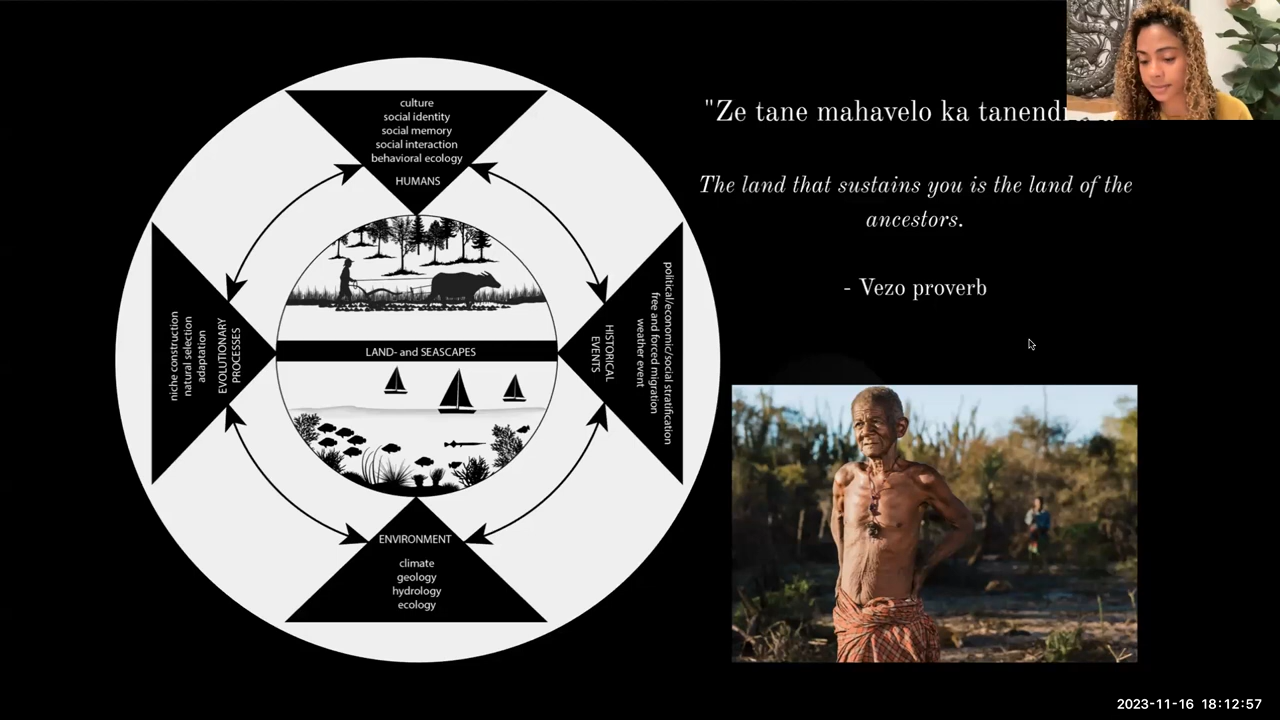 culture
social identity
social memory
social interaction
behavioral ecology
HUMANS
niche construction
natural selection
adaptation
EVOLUTIONARY
PROCESSES
LAND- and SEASCAPES
HISTORICAL
EVENTS
political/economic/social stratification
free and forced migration
weather event
ENVIRONMENT
climate
geology
hydrology
ecology
"Ze tane mahavelo ka
The land that sustains you is the land of the
ancestors.
- Vezo proverb
2023-11-16 18:12:57